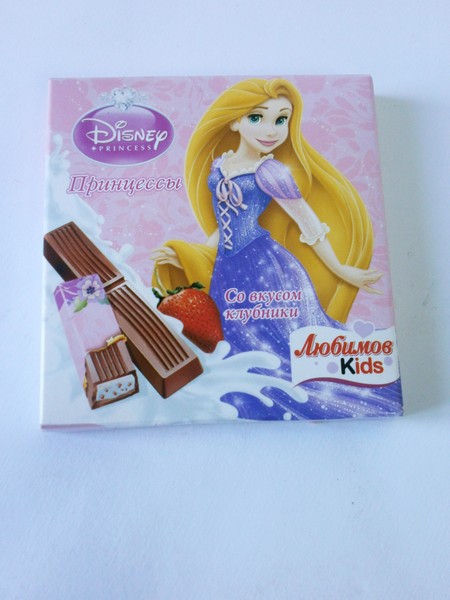 Disney
PRINCESS
Принцессы
Со вкусом
клубники
Любимов
Kids